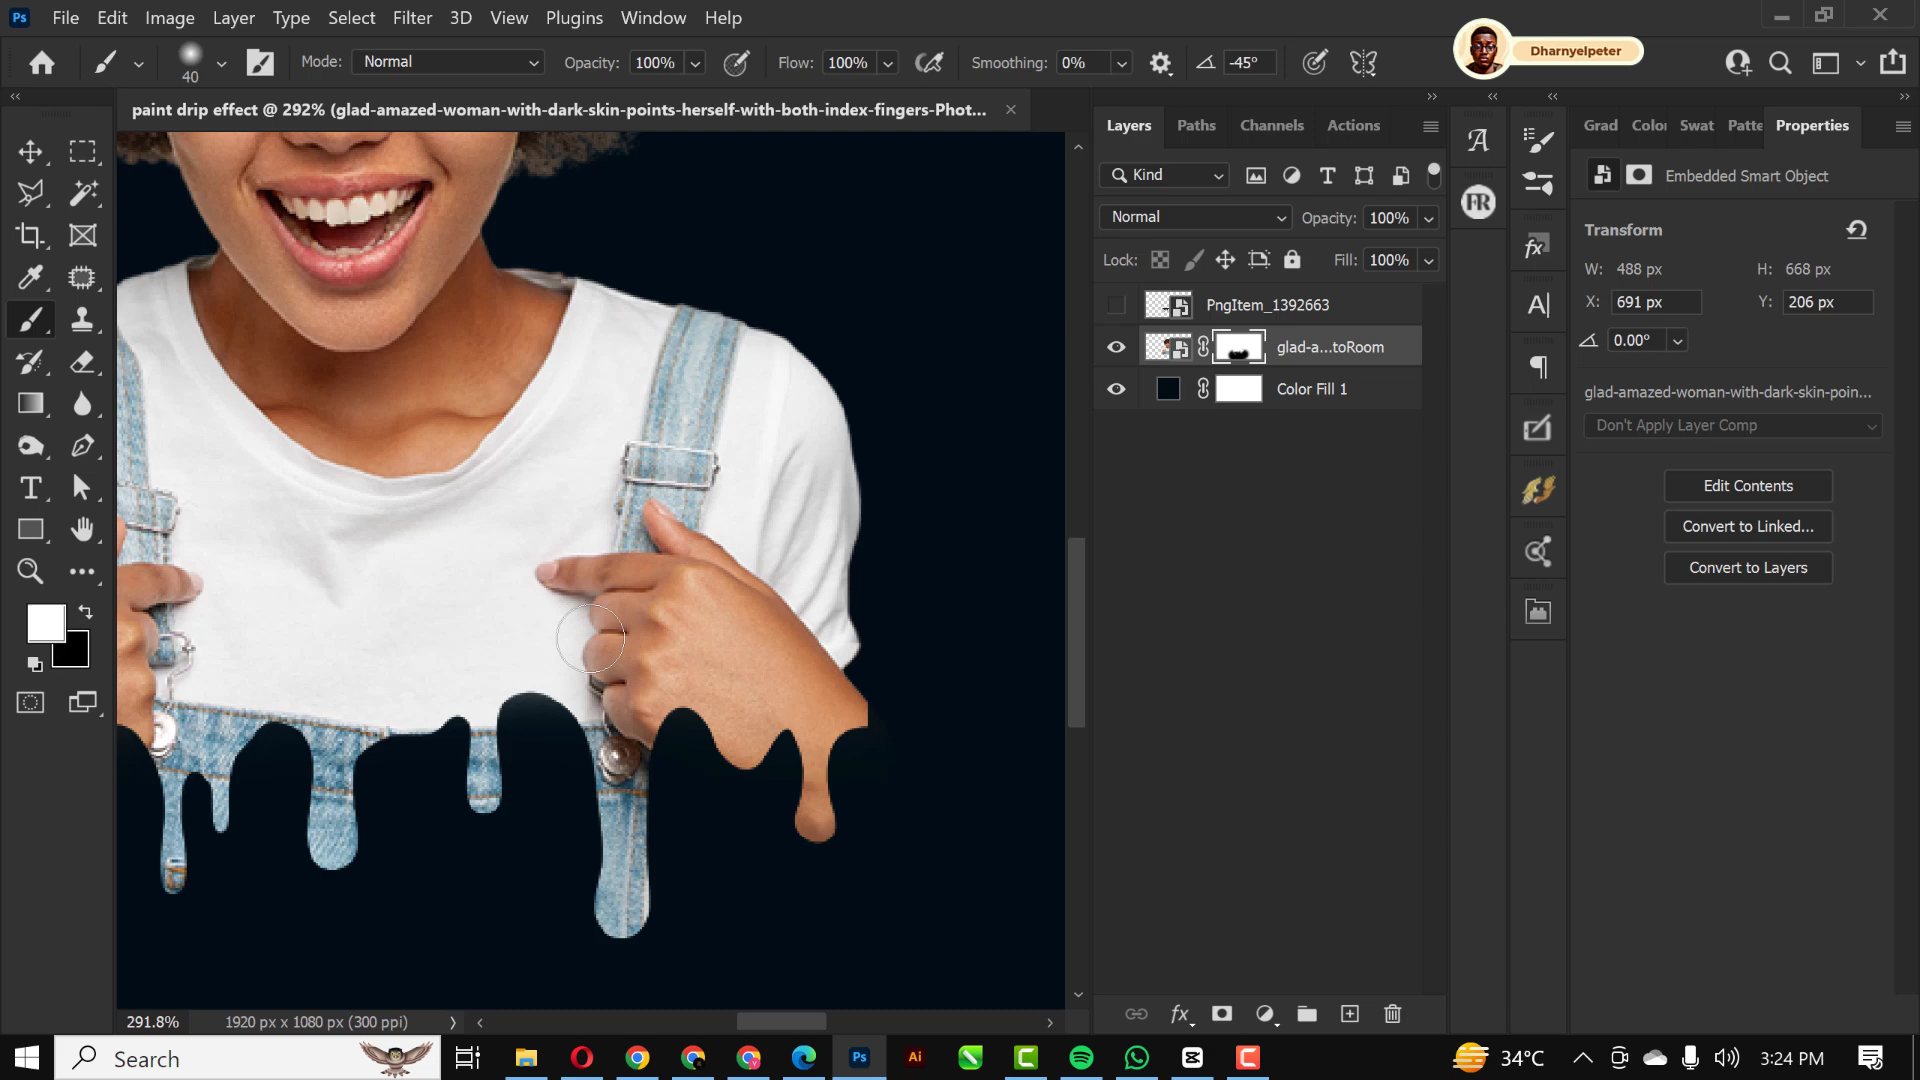 Ps File Edit Image Layer Type Select Filter 3D View Plugins Window Help
40 Mode: Normal Opacity: 100% Flow: 100% Smoothing: 0% -45° Dharnyelpeter
paint drip effect @ 292% (glad-amazed-woman-with-dark-skin-points-herself-with-both-index-fingers-Phot...
Layers Paths Channels Actions
Grad Color Swat Patte Properties
Kind
Embedded Smart Object
Normal Opacity: 100%
Lock: Fill: 100%
Transform
W: 488 px H: 668 px
X: 691 px Y: 206 px
0.00°
PngItem_1392663
glad-a...toRoom
Color Fill 1
glad-amazed-woman-with-dark-skin-poin...
Don't Apply Layer Comp
Edit Contents
Convert to Linked...
Convert to Layers
291.8% 1920 px x 1080 px (300 ppi)
Search Ps Ai 34°C 3:24 PM